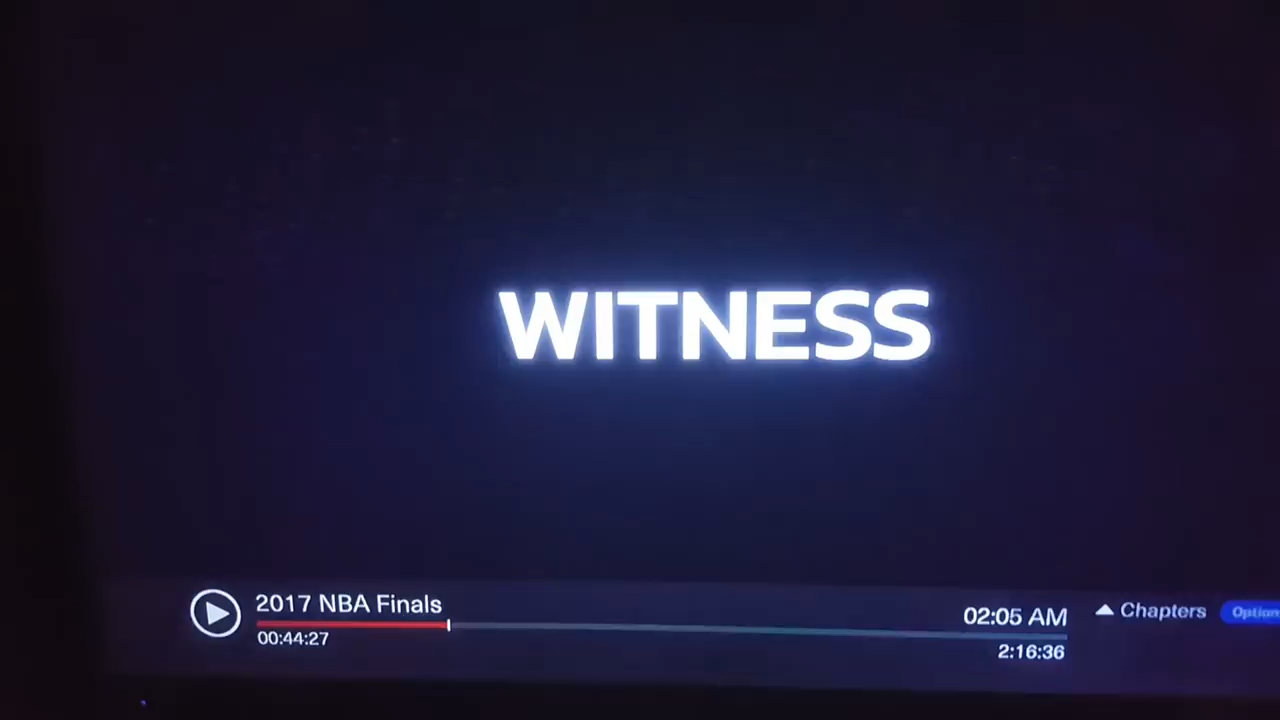 WITNESS
2017 NBA Finals
02:05 AM
Chapters
00:44:27
2:16:36